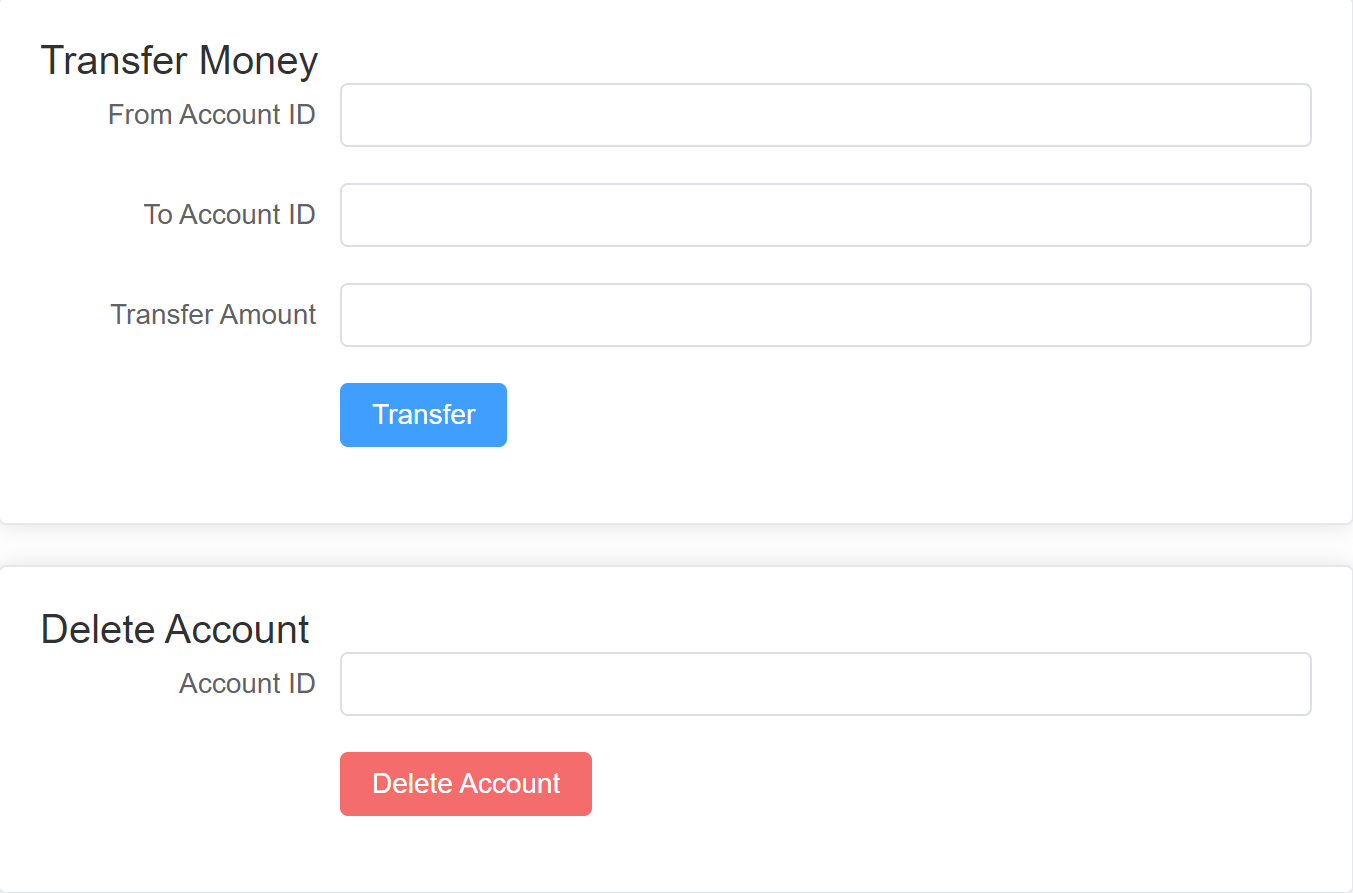 Transfer Money
From Account ID
To Account ID
Transfer Amount
Transfer
Delete Account
Account ID
Delete Account